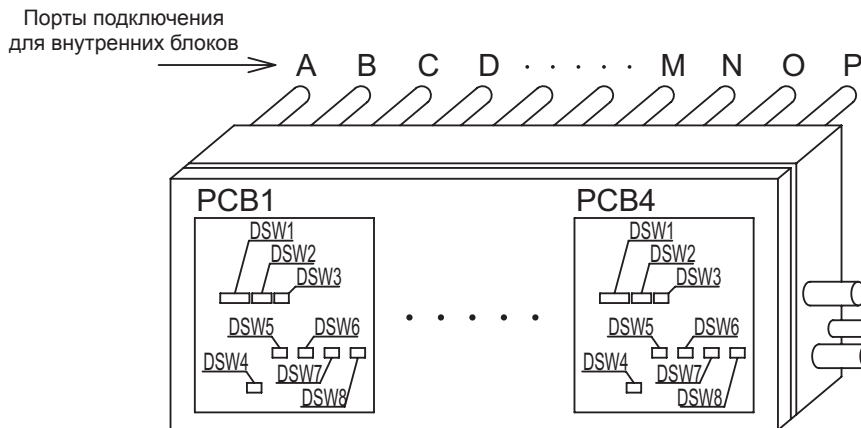 Порты подключения
для внутренних блоков
A B C D · · · · · M N O P
PCB1
DSW1
DSW2
DSW3
DSW5
DSW6
DSW4
DSW7
DSW8
· · · · ·
PCB4
DSW1
DSW2
DSW3
DSW5
DSW6
DSW4
DSW7
DSW8